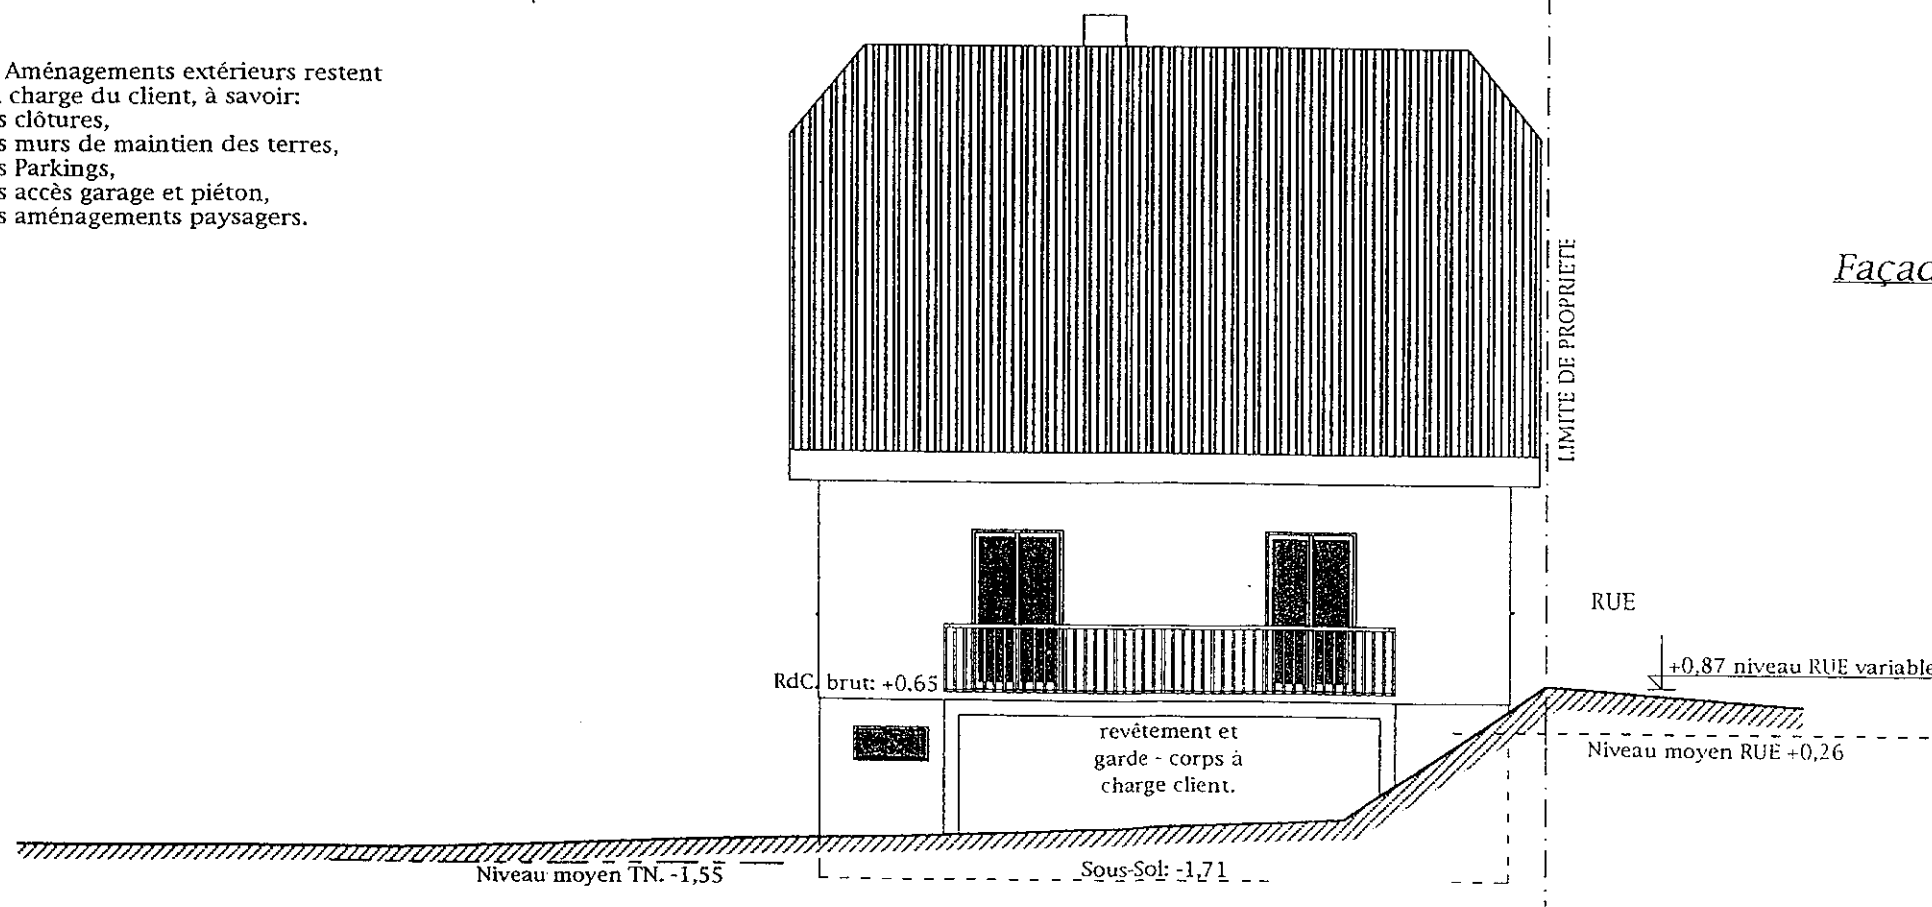 Aménagements extérieurs restent
charge du client, à savoir:
s clôtures,
s murs de maintien des terres,
s Parkings,
s accès garage et piéton,
s aménagements paysagers.
LIMITE DE PROPRIETE
Façad
RUE
+0,87 niveau RUE variable
RdC. brut: +0.65
revêtement et
garde - corps à
charge client.
Niveau moyen RUE +0,26
Niveau moyen TN. -1,55
Sous-Sol: -1,71